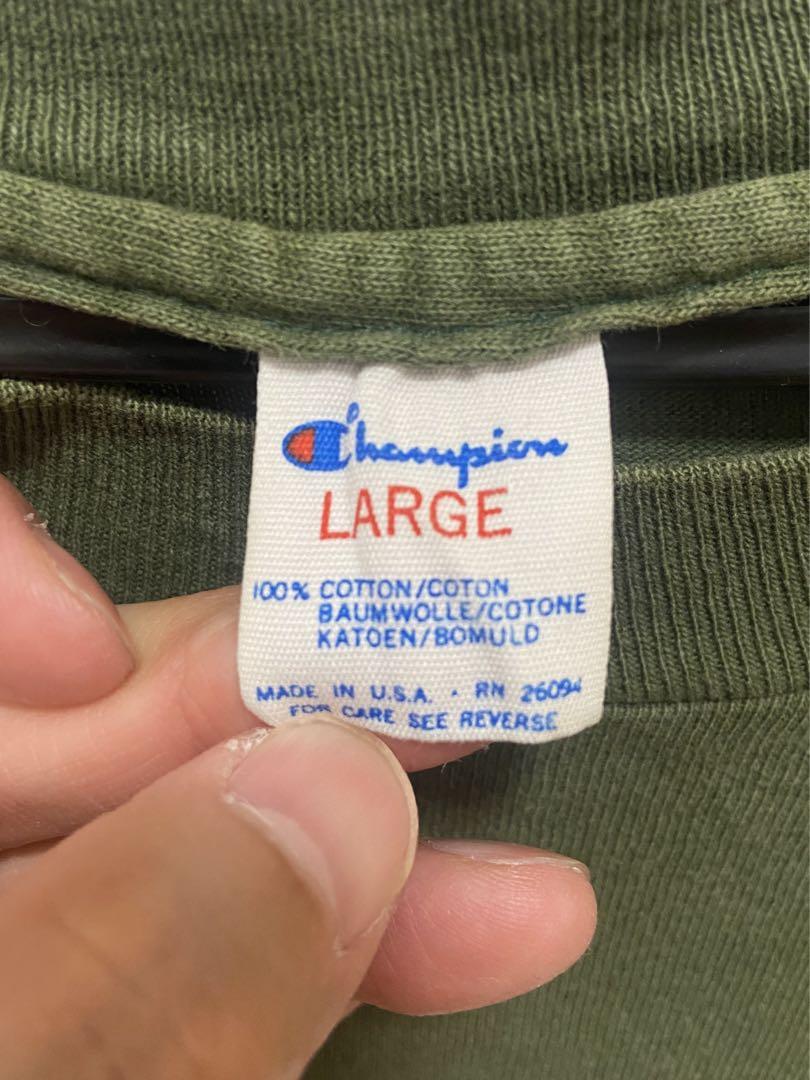 Champion
LARGE
100% COTTON/COTON
BAUMWOLLE/COTONE
KATOEN/BOMULD
MADE IN U.S.A. · RN 26094
FOR CARE SEE REVERSE